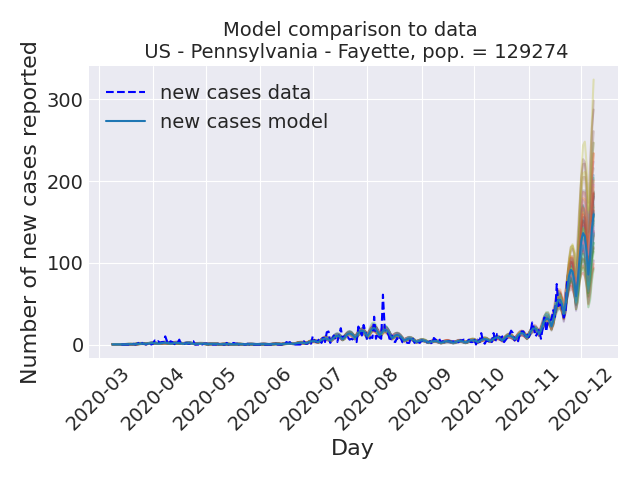 Model comparison to data
US - Pennsylvania - Fayette, pop. = 129274
Number of new cases reported
300
200
100
0
new cases data
new cases model
2020-03
2020-04
2020-05
2020-06
2020-07
2020-08
2020-09
2020-10
2020-11
2020-12
Day